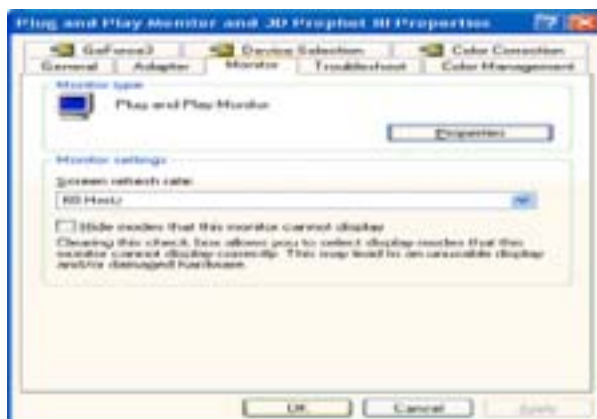 Plug and Play Monitor and 3D Prophet III Properties
GeForce3
Device Selection
Color Correction
General
Adapter
Monitor
Troubleshoot
Color Management
Monitor type
Plug and Play Monitor
Properties
Monitor settings
Screen refresh rate:
Hertz
Hide modes that this monitor cannot display
Clearing this check box allows you to select display modes that this
monitor cannot display correctly. This may lead to an unusable display
and/or damaged hardware.
OK
Cancel
Apply